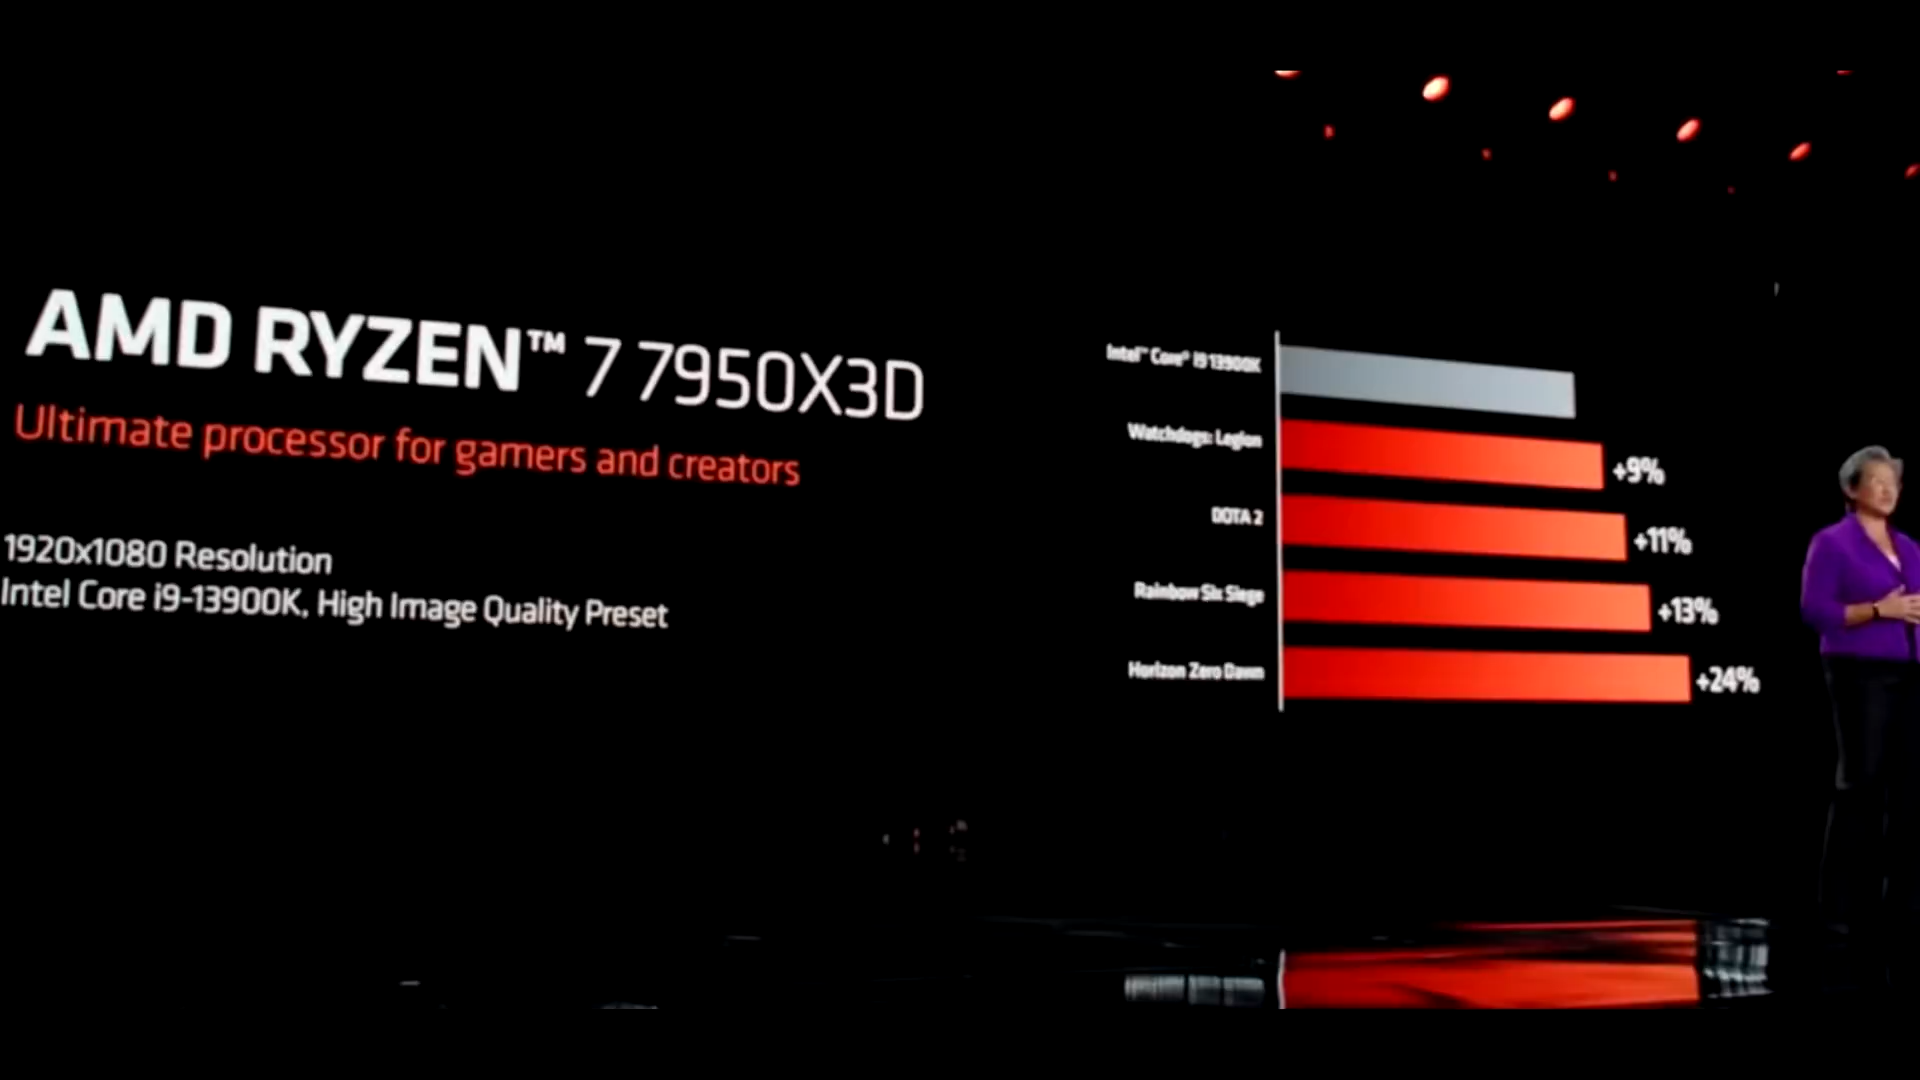 AMD RYZEN™ 7 7950X3D
Ultimate processor for gamers and creators
1920x1080 Resolution
Intel Core i9-13900K, High Image Quality Preset
Intel™ Core® i9 13900K
Watchdogs: Legion
+9%
DOTA 2
+11%
Rainbow Six Siege
+13%
Horizon Zero Dawn
+24%